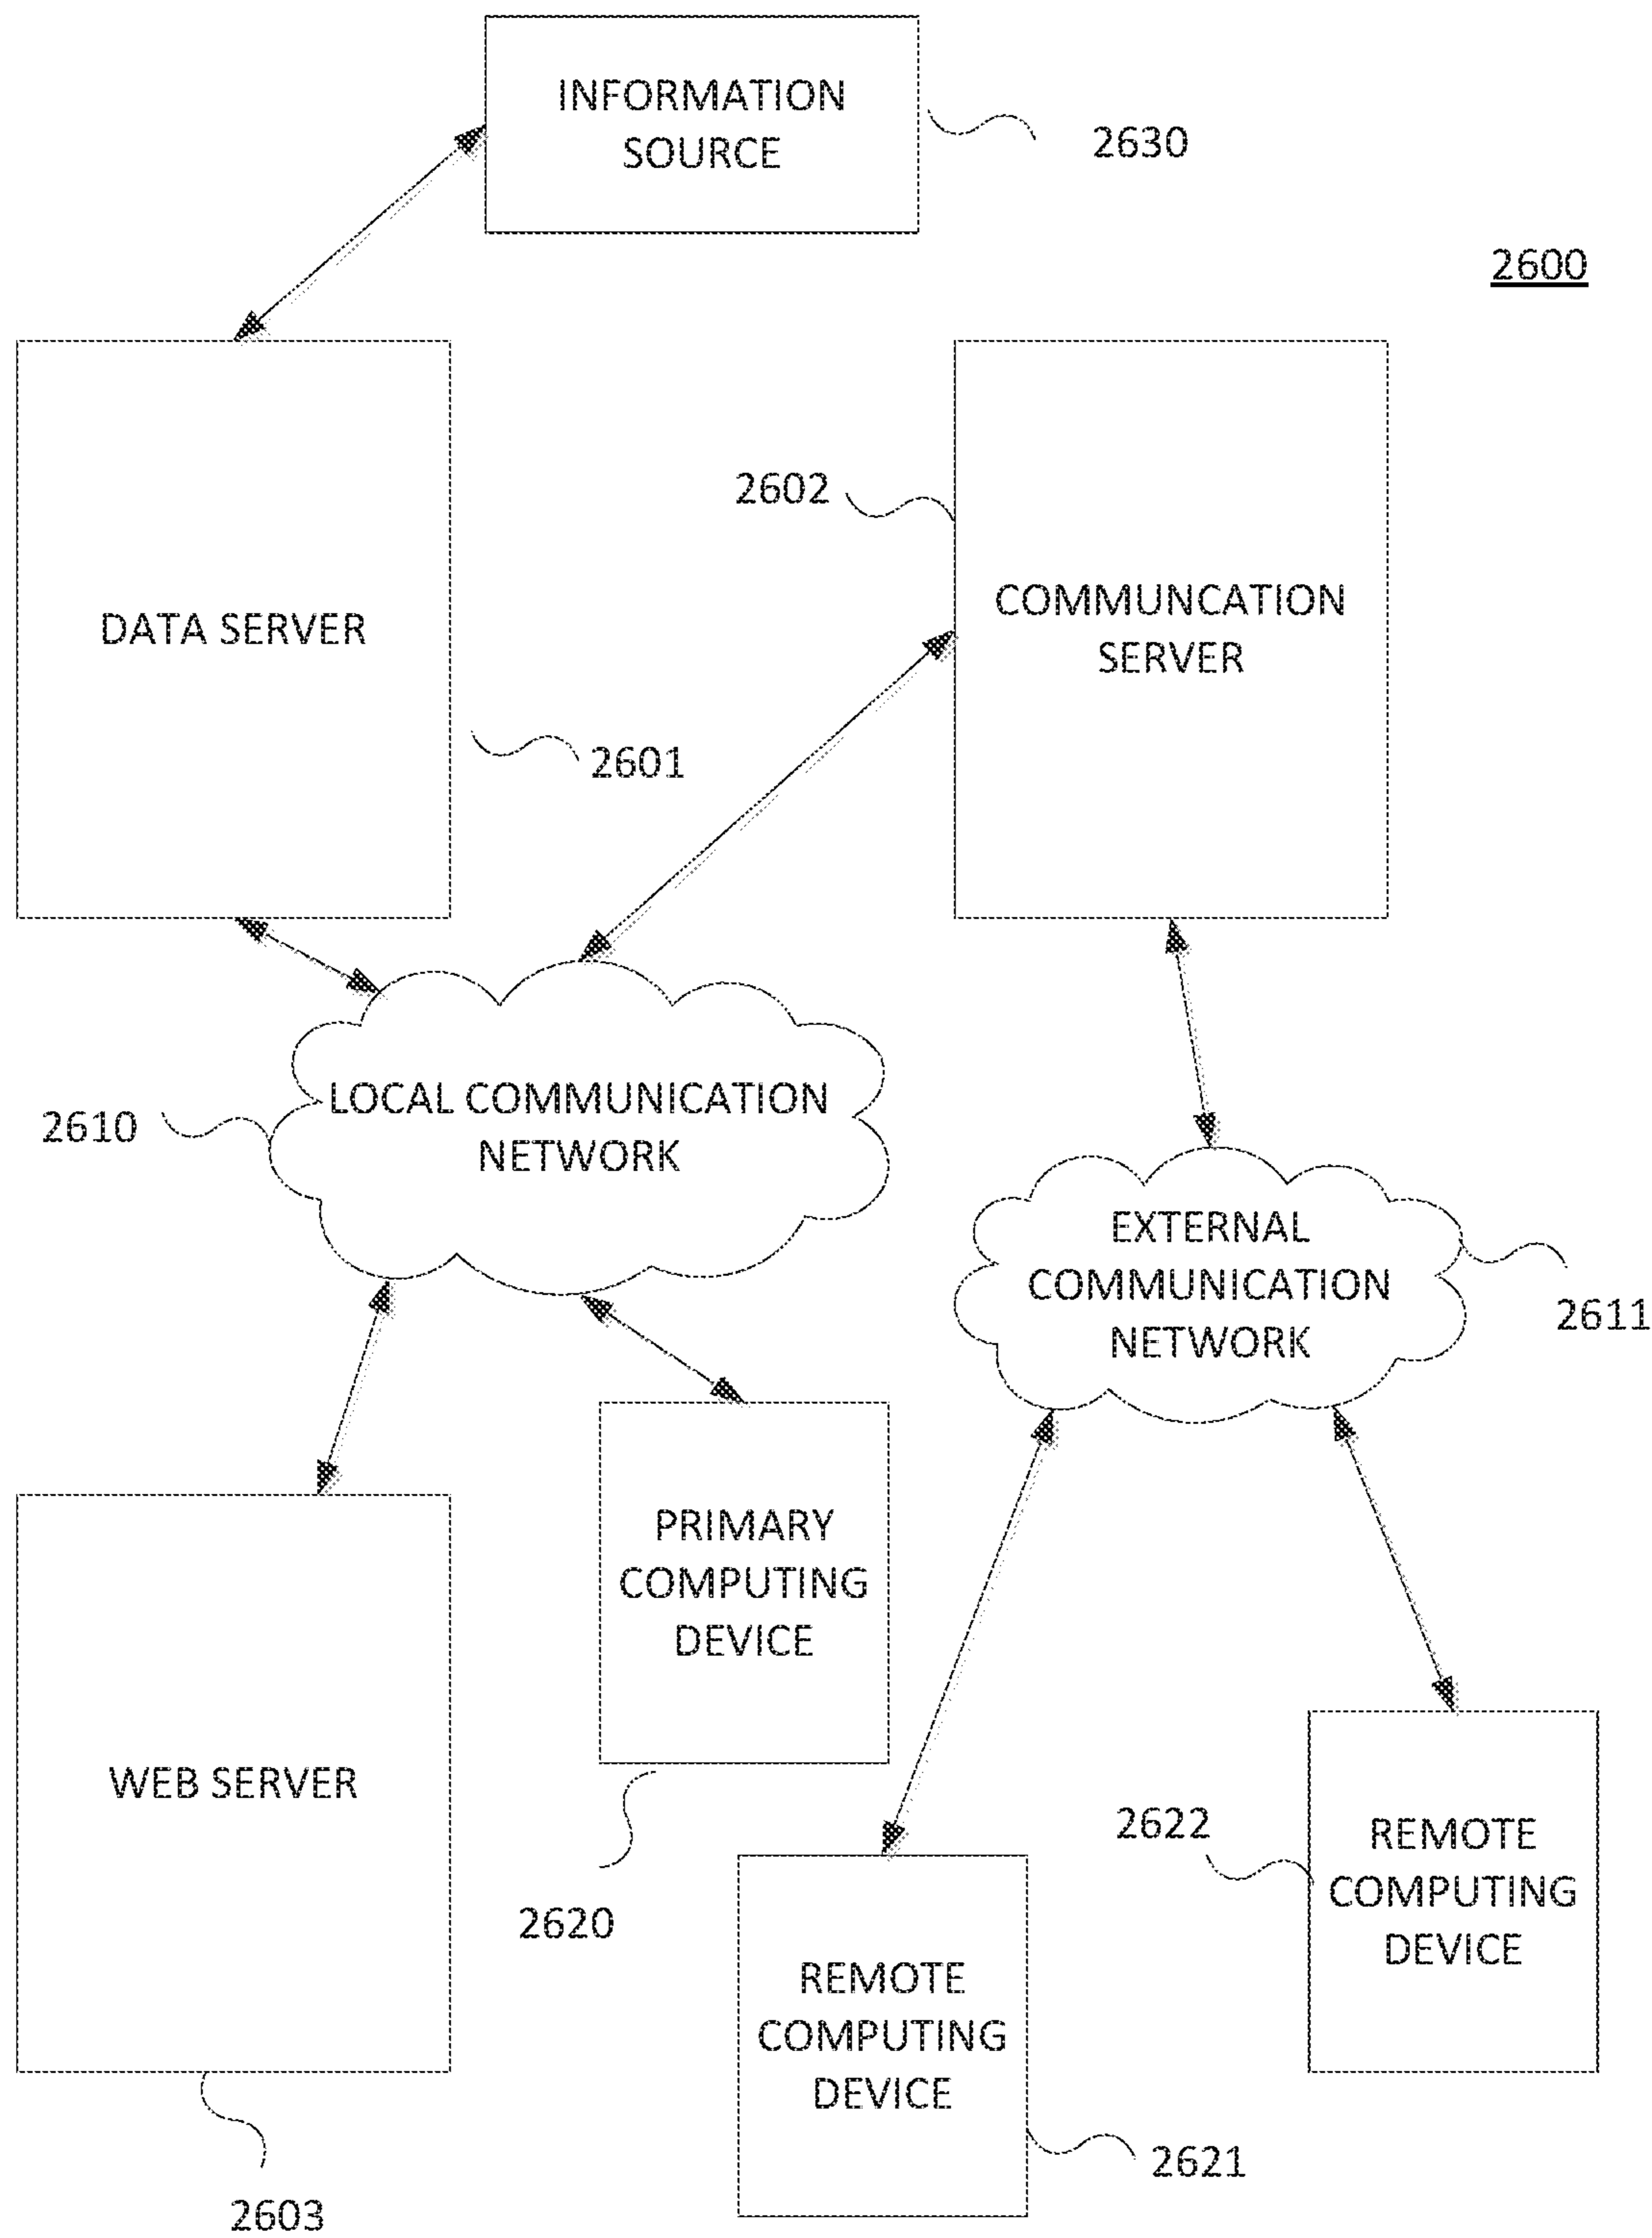 INFORMATION
SOURCE
2630
2600
2602
COMMUNCATION
SERVER
DATA SERVER
2601
LOCAL COMMUNICATION
NETWORK
2610
EXTERNAL
COMMUNICATION
NETWORK
2611
PRIMARY
COMPUTING
DEVICE
WEB SERVER
2622
REMOTE
COMPUTING
DEVICE
2620
REMOTE
COMPUTING
DEVICE
2621
2603